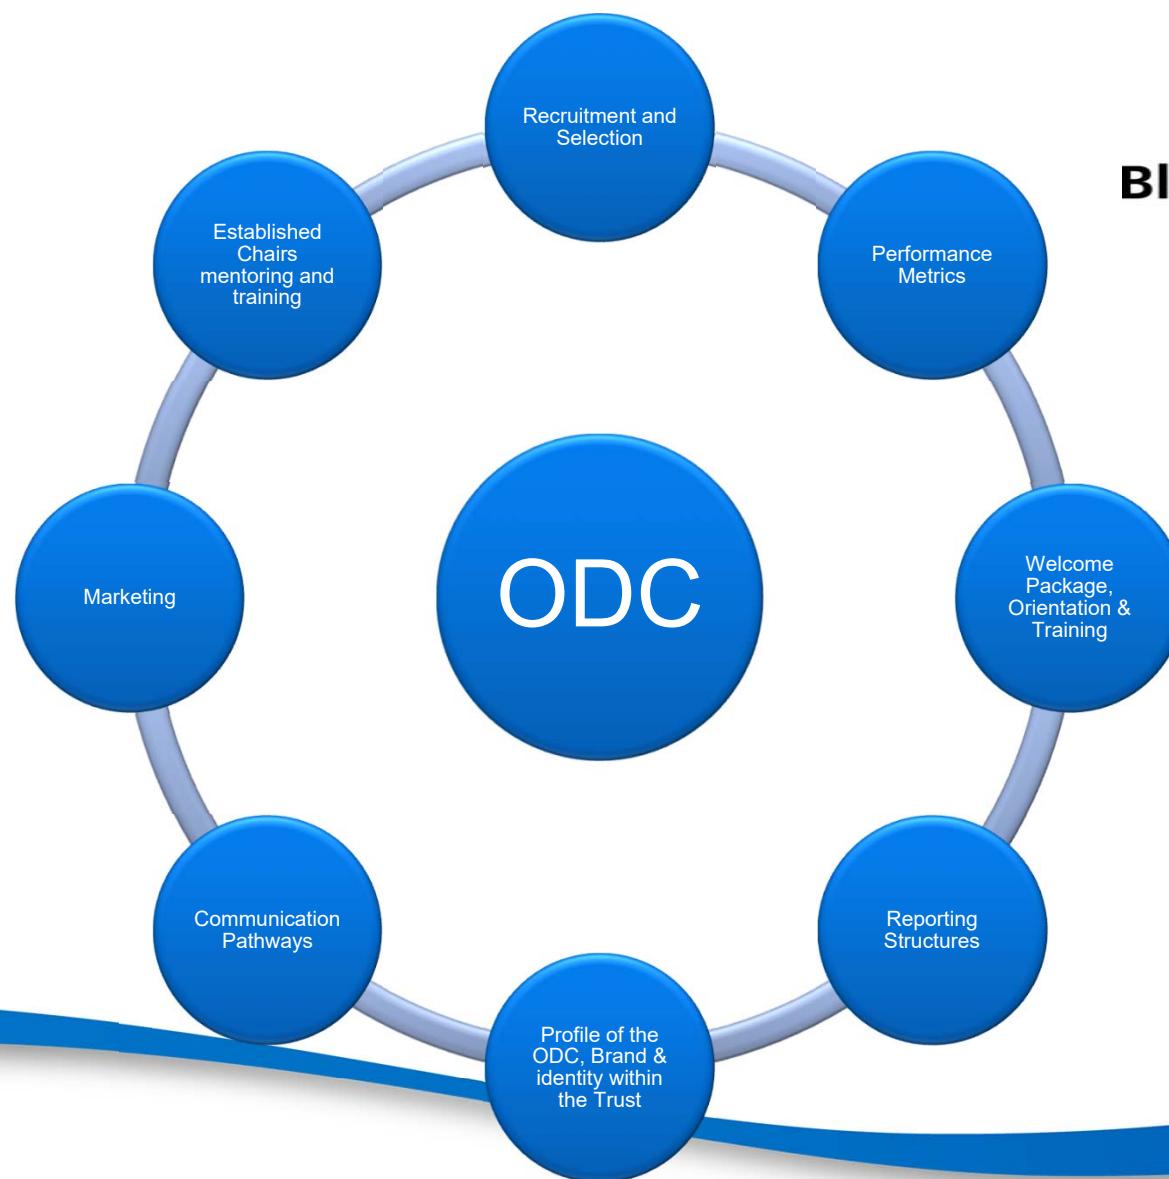 Recruitment and
Selection
Bl
Established
Chairs
mentoring and
training
Performance
Metrics
ODC
Marketing
Welcome
Package,
Orientation &
Training
Communication
Pathways
Reporting
Structures
Profile of the
ODC, Brand &
identity within
the Trust